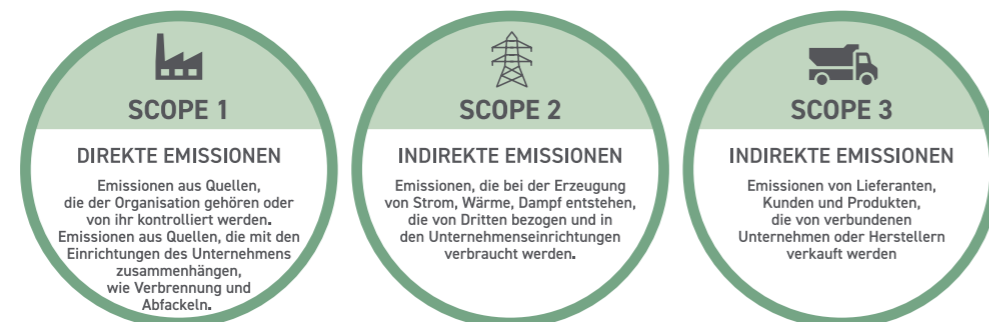 SCOPE 1
DIREKTE EMISSIONEN
Emissionen aus Quellen,
die der Organisation gehören oder
von ihr kontrolliert werden.
Emissionen aus Quellen, die mit den
Einrichtungen des Unternehmens
zusammenhängen,
wie Verbrennung und
Abfackeln.
SCOPE 2
INDIREKTE EMISSIONEN
Emissionen, die bei der Erzeugung
von Strom, Wärme, Dampf entstehen,
die von Dritten bezogen und in
den Unternehmenseinrichtungen
verbraucht werden.
SCOPE 3
INDIREKTE EMISSIONEN
Emissionen von Lieferanten,
Kunden und Produkten,
die von verbundenen
Unternehmen oder Herstellern
verkauft werden